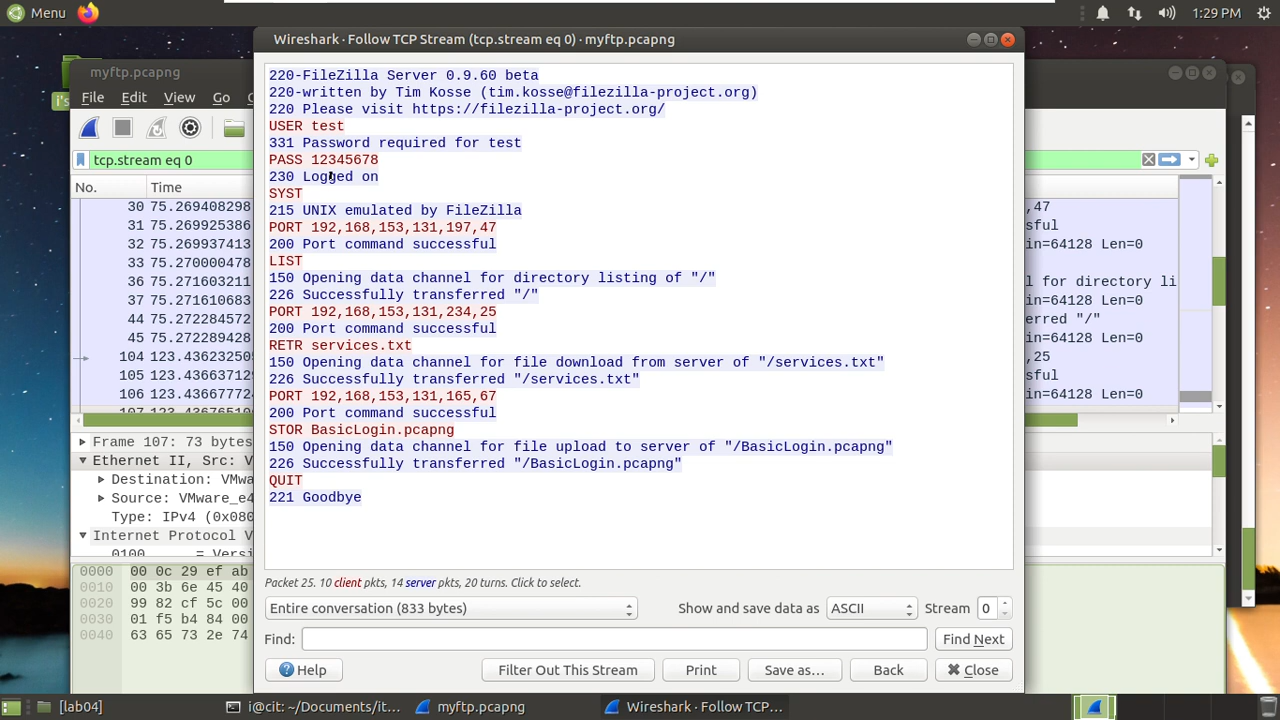 Menu
1:29 PM
Wireshark · Follow TCP Stream (tcp.stream eq 0) · myftp.pcapng
myftp.pcapng
i's
File Edit View Go
tcp.stream eq 0
No. Time
30 75.269408298
31 75.269925386
32 75.269937413
33 75.270000478
36 75.271603211
37 75.271610683
44 75.272284572
45 75.272289428
104 123.436232505
105 123.436637129
106 123.436677724
107 123.43676510
Frame 107: 73 bytes
Ethernet II, Src: V
Destination: VMwa
Source: VMware_e4
Type: IPv4 (0x080
Internet Protocol V
0100 .... = Versi
0000 00 0c 29 ef ab
0010 00 3b 6e 45 40
0020 99 82 cf 5c 00
0030 01 f5 b4 84 00
0040 63 65 73 2e 74
220-FileZilla Server 0.9.60 beta
220-written by Tim Kosse (tim.kosse@filezilla-project.org)
220 Please visit https://filezilla-project.org/
USER test
331 Password required for test
PASS 12345678
230 Logged on
SYST
215 UNIX emulated by FileZilla
PORT 192,168,153,131,197,47
200 Port command successful
LIST
150 Opening data channel for directory listing of "/"
226 Successfully transferred "/"
PORT 192,168,153,131,234,25
200 Port command successful
RETR services.txt
150 Opening data channel for file download from server of "/services.txt"
226 Successfully transferred "/services.txt"
PORT 192,168,153,131,165,67
200 Port command successful
STOR BasicLogin.pcapng
150 Opening data channel for file upload to server of "/BasicLogin.pcapng"
226 Successfully transferred "/BasicLogin.pcapng"
QUIT
221 Goodbye
,47
sful
in=64128 Len=0
l for directory li
in=64128 Len=0
erred "/"
in=64128 Len=0
,25
sful
in=64128 Len=0
Packet 25. 10 client pkts, 14 server pkts, 20 turns. Click to select.
Entire conversation (833 bytes)
Show and save data as ASCII Stream 0
Find: Find Next
Help Filter Out This Stream Print Save as… Back Close
[lab04] i@cit: ~/Documents/it… myftp.pcapng Wireshark · Follow TCP…